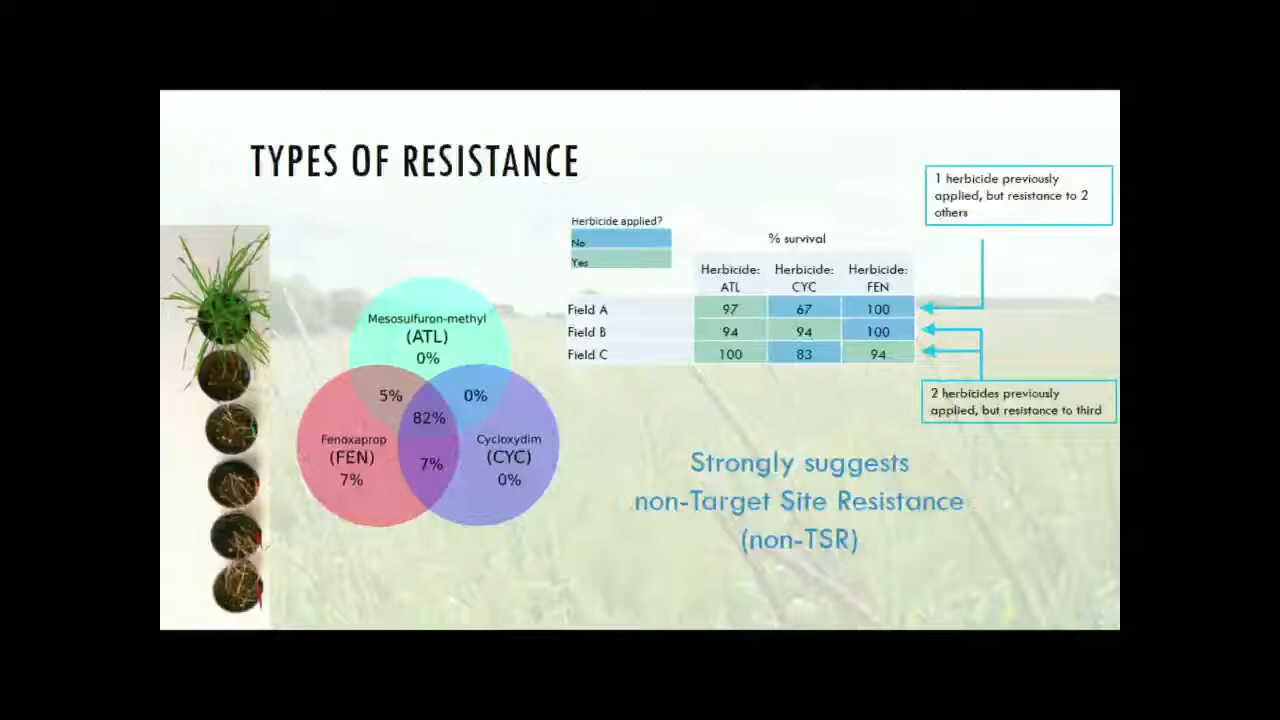 TYPES OF RESISTANCE
1 herbicide previously
applied, but resistance to 2
others
Herbicide applied?
No
Yes
% survival
Herbicide: Herbicide: Herbicide:
ATL CYC FEN
Field A 97 67 100
Field B 94 94 100
Field C 100 83 94
2 herbicides previously
applied, but resistance to third
Mesosulfuron-methyl
(ATL)
0%
5% 0%
82%
Fenoxaprop Cycloxydim
(FEN) (CYC)
7%
7% 0%
Strongly suggests
non-Target Site Resistance
(non-TSR)